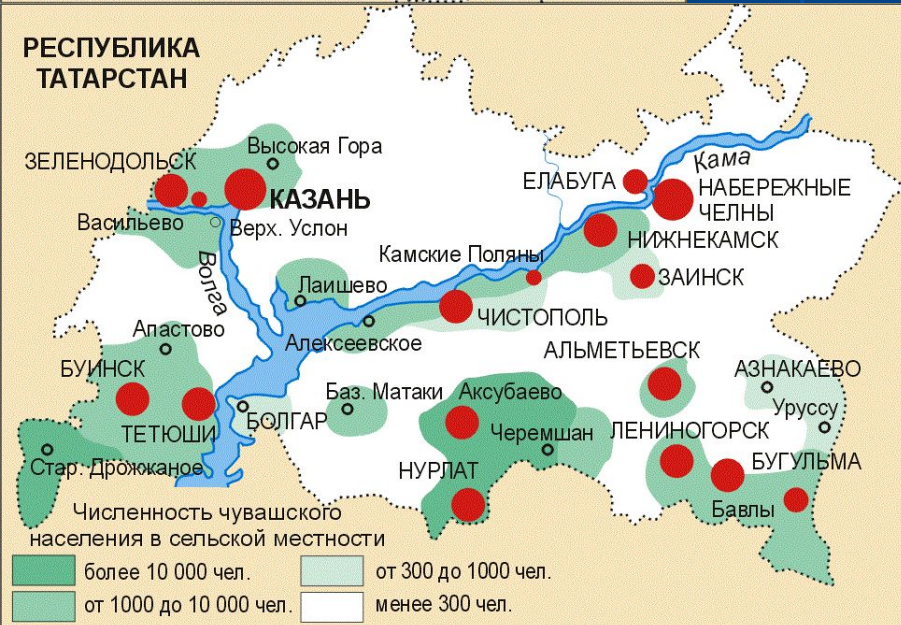 РЕСПУБЛИКА
ТАТАРСТАН
Высокая Гора
ЗЕЛЕНОДОЛЬСК
КАЗАНЬ
Васильево
Верх. Услон
Волга
Кама
ЕЛАБУГА
НАБЕРЕЖНЫЕ
ЧЕЛНЫ
НИЖНЕКАМСК
Камские Поляны
ЗАИНСК
Лаишево
ЧИСТОПОЛЬ
Алексеевское
Апастово
БУИНСК
ТЕТЮШИ
БОЛГАР
Баз. Матаки
Аксубаево
АЛЬМЕТЬЕВСК
АЗНАКАЕВО
Уруссу
Черемшан
ЛЕНИНОГОРСК
БУГУЛЬМА
Стар. Дрожжаное
НУРЛАТ
Бавлы
Численность чувашского
населения в сельской местности
более 10 000 чел.
от 300 до 1000 чел.
от 1000 до 10 000 чел.
менее 300 чел.